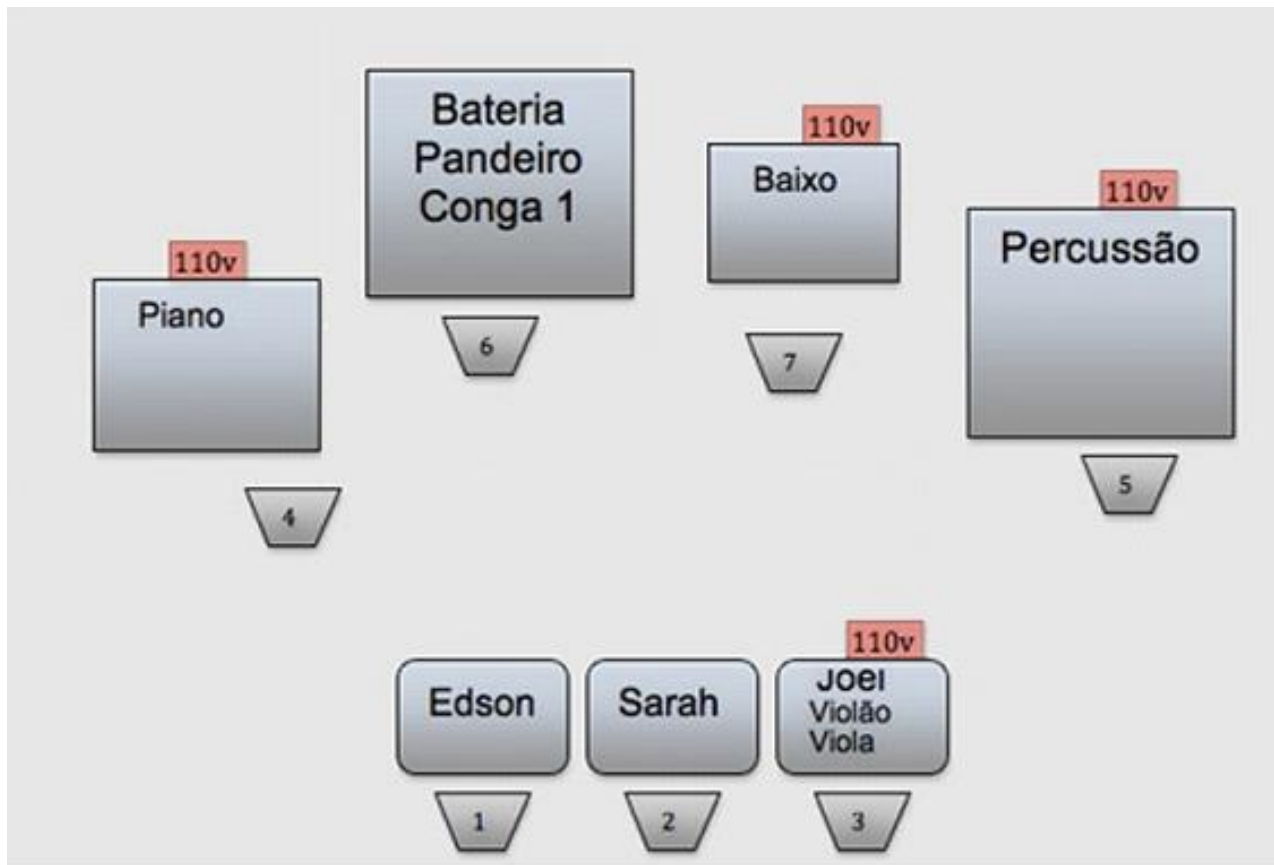 Bateria
Pandeiro
Conga 1
110v
Baixo
110v
Percussão
110v
Piano
6
7
5
4
110v
Edson
Sarah
Joel
Violão
Viola
1
2
3